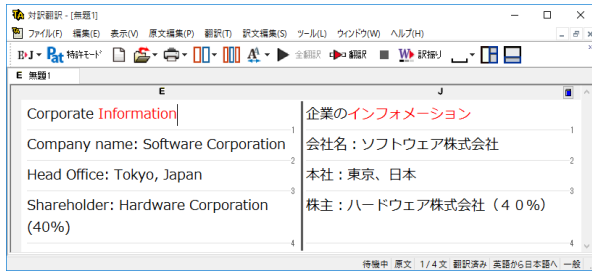 対訳翻訳 - [無題1]
ファイル(F) 編集(E) 表示(V) 原文編集(P) 翻訳(T) 訳文編集(S) ツール(L) ウィンドウ(W) ヘルプ(H)
E▸J Pat 特許モード 全翻訳 翻訳 訳振り
E 無題1
E J
Corporate Information 1 企業のインフォメーション 1
Company name: Software Corporation 2 会社名：ソフトウェア株式会社 2
Head Office: Tokyo, Japan 3 本社：東京、日本 3
Shareholder: Hardware Corporation 株主：ハードウェア株式会社（４０％）
(40%) 4 4
待機中 原文 1/4文 翻訳済み 英語から日本語へ 一般